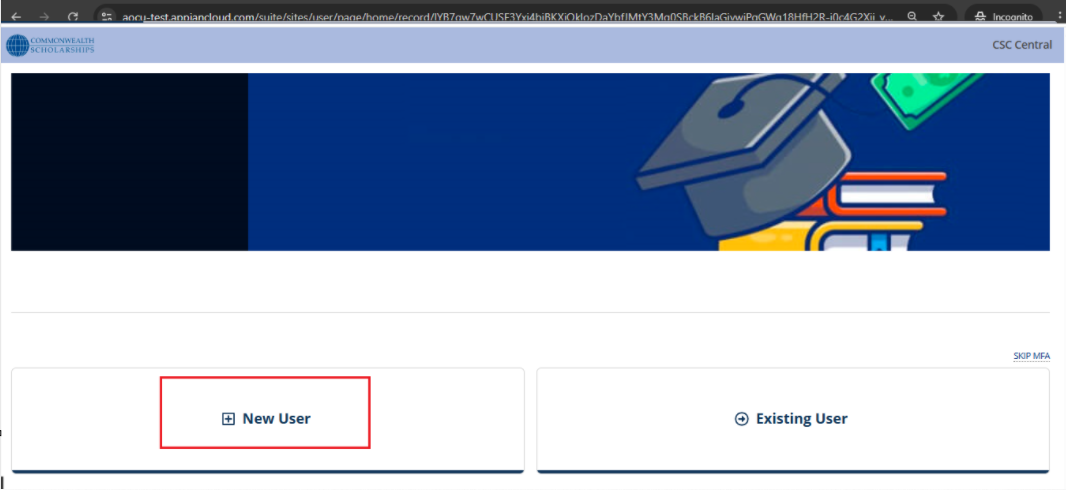 Incognito
COMMONWEALTH
SCHOLARSHIPS
CSC Central
SKIP MFA
New User
Existing User